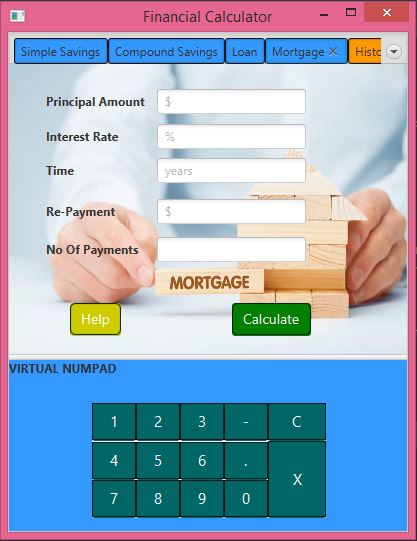 Financial Calculator
Simple Savings Compound Savings Loan Mortgage Histo
Principal Amount $
Interest Rate %
Time years
Re-Payment $
No Of Payments
MORTGAGE
Help Calculate
VIRTUAL NUMPAD
1 2 3 - C
4 5 6 .
X
7 8 9 0